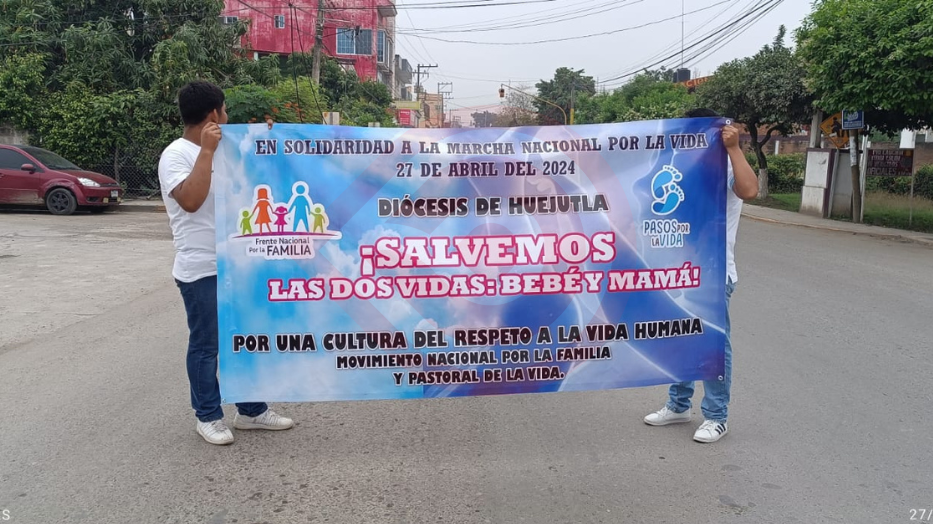 EN SOLIDARIDAD A LA MARCHA NACIONAL POR LA VIDA
27 DE ABRIL DEL 2024
DIÓCESIS DE HUEJUTLA
Frente Nacional
Por la FAMILIA
PASOS POR
LA VIDA
¡SALVEMOS
LAS DOS VIDAS: BEBÉ Y MAMÁ!
POR UNA CULTURA DEL RESPETO A LA VIDA HUMANA
MOVIMIENTO NACIONAL POR LA FAMILIA
Y PASTORAL DE LA VIDA.
S
27/